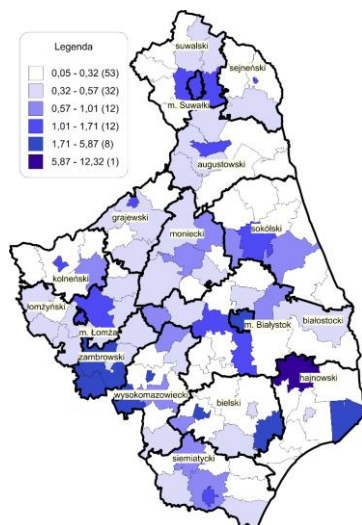 Legenda
0,05 - 0,32 (53)
0,32 - 0,57 (32)
0,57 - 1,01 (12)
1,01 - 1,71 (12)
1,71 - 5,87 (8)
5,87 - 12,32 (1)
suwalski
sejneński
m. Suwałki
augustowski
grajewski
moniecki
sokólski
kolneński
łomżyński
m. Łomża
m. Białystok
białostocki
zambrowski
hajnowski
wysokomazowiecki
bielski
siemiatycki